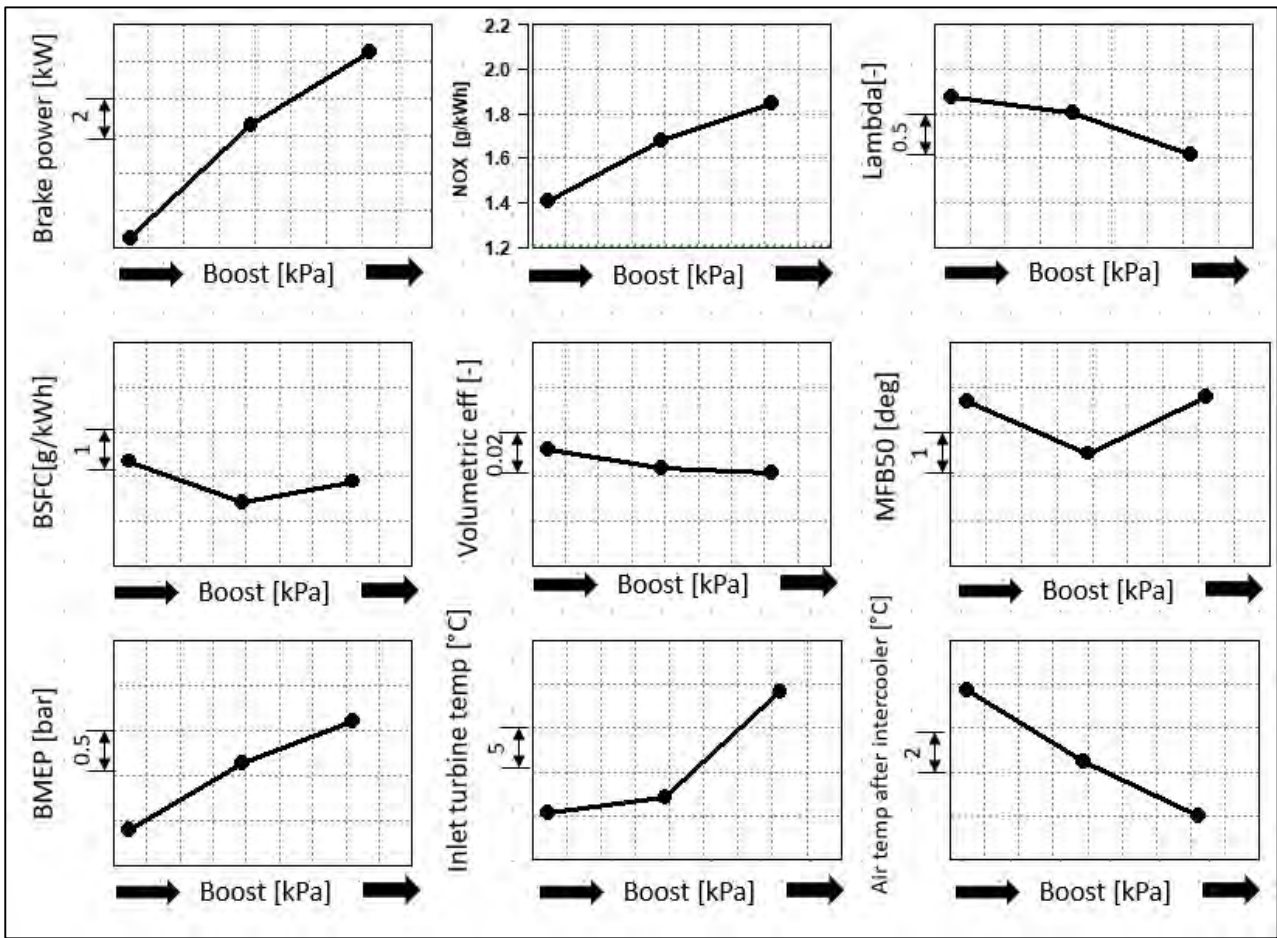 Brake power [kW]
2
Boost [kPa]
NOX [g/kWh]
2.2
2.0
1.8
1.6
1.4
1.2
Boost [kPa]
Lambda[-]
0.5
Boost [kPa]
BSFC[g/kWh]
1
Boost [kPa]
Volumetric eff [-]
0.02
Boost [kPa]
MFB50 [deg]
1
Boost [kPa]
BMEP [bar]
0.5
Boost [kPa]
Inlet turbine temp [°C]
5
Boost [kPa]
Air temp after intercooler [°C]
2
Boost [kPa]